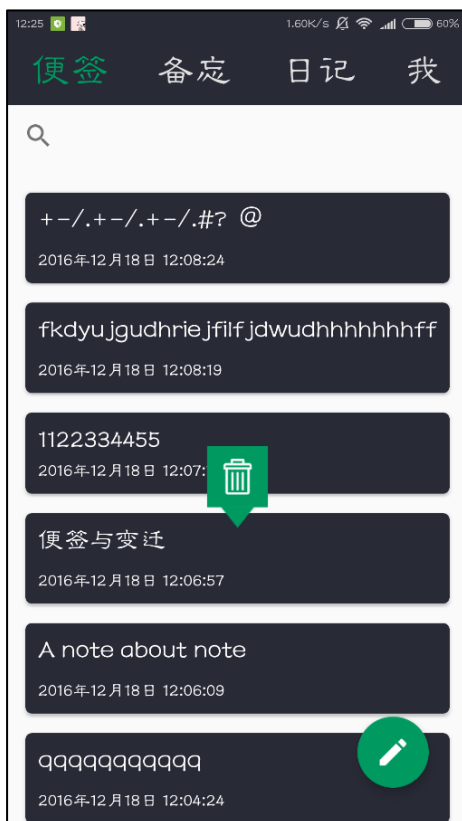 12:25 1.60K/s 60%
便签 备忘 日记 我
+-/.+-/.+-/.#? @
2016年12月18日 12:08:24
fkdyujgudhriejfilfjdwudhhhhhhhff
2016年12月18日 12:08:19
1122334455
2016年12月18日 12:07:
便签与变迁
2016年12月18日 12:06:57
A note about note
2016年12月18日 12:06:09
qqqqqqqqqqq
2016年12月18日 12:04:24